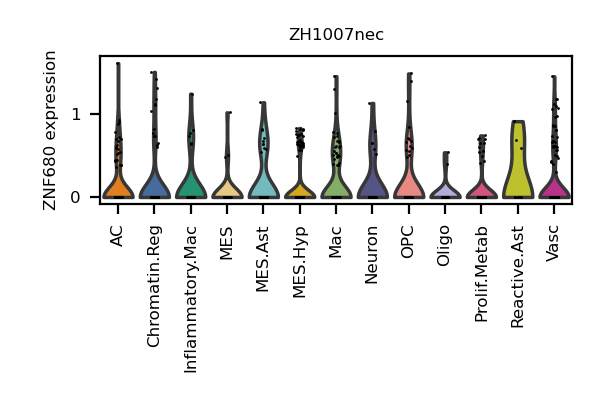 ZH1007nec
ZNF680 expression
1
0
AC
Chromatin.Reg
Inflammatory.Mac
MES
MES.Ast
MES.Hyp
Mac
Neuron
OPC
Oligo
Prolif.Metab
Reactive.Ast
Vasc